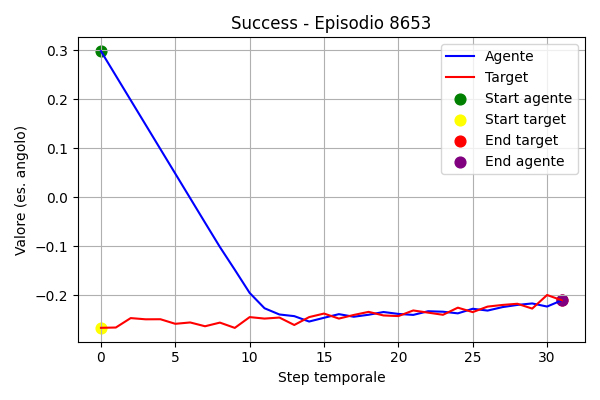 Success - Episodio 8653
Valore (es. angolo)
0.3
0.2
0.1
0.0
−0.1
−0.2
Agente
Target
Start agente
Start target
End target
End agente
0 5 10 15 20 25 30
Step temporale